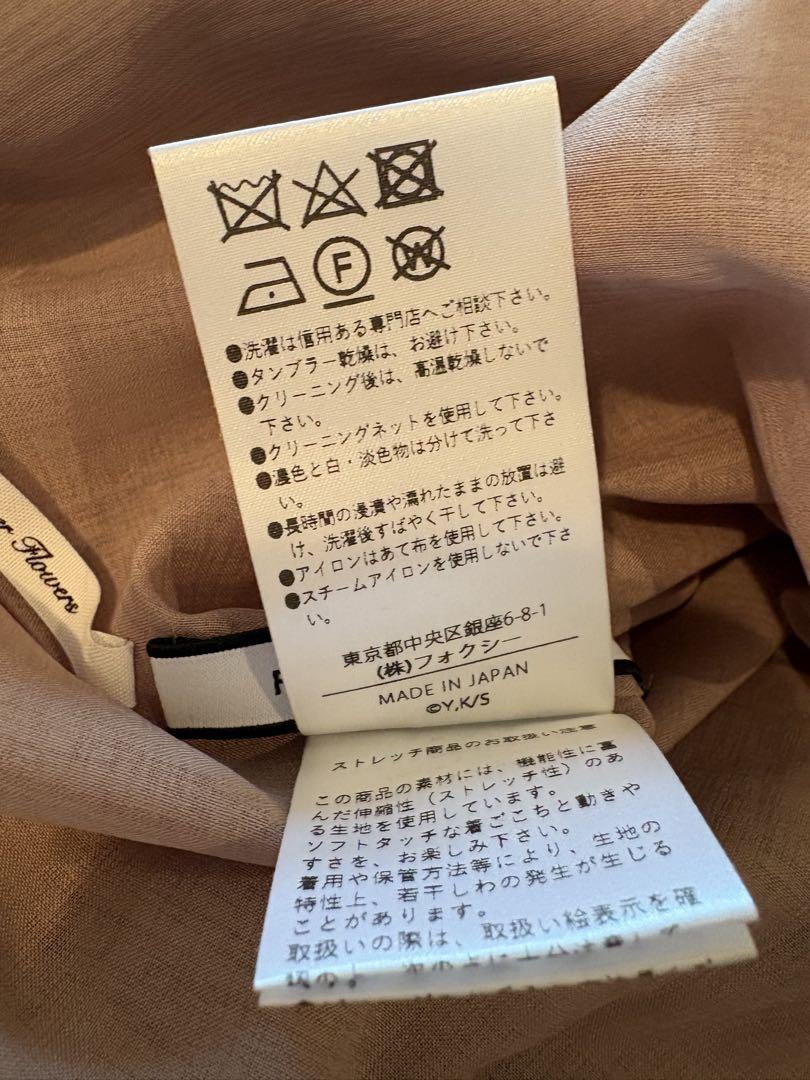 F
W
●洗濯は信用ある専門店へご相談下さい。
●タンブラー乾燥は、お避け下さい。
●クリーニング後は、高温乾燥しないで
下さい。
●クリーニングネットを使用して下さい。
●濃色と白・淡色物は分けて洗って下さ
い。
●長時間の浸漬や濡れたままの放置は避
け、洗濯後すばやく干して下さい。
●アイロンはあて布を使用して下さい。
●スチームアイロンを使用しないで下さ
い。
東京都中央区銀座6-8-1
(株)フォクシー
MADE IN JAPAN
©Y,K/S
Flowers
ストレッチ商品のお取扱い注意
この商品の素材には、機能性に富
んだ伸縮性（ストレッチ性）のあ
る生地を使用しています。
ソフトタッチな着ごこちと動きや
すさを、お楽しみ下さい。
着用や保管方法等により、生地の
特性上、若干しわの発生が生じる
ことがあります。
取扱いの際は、取扱い絵表示を確